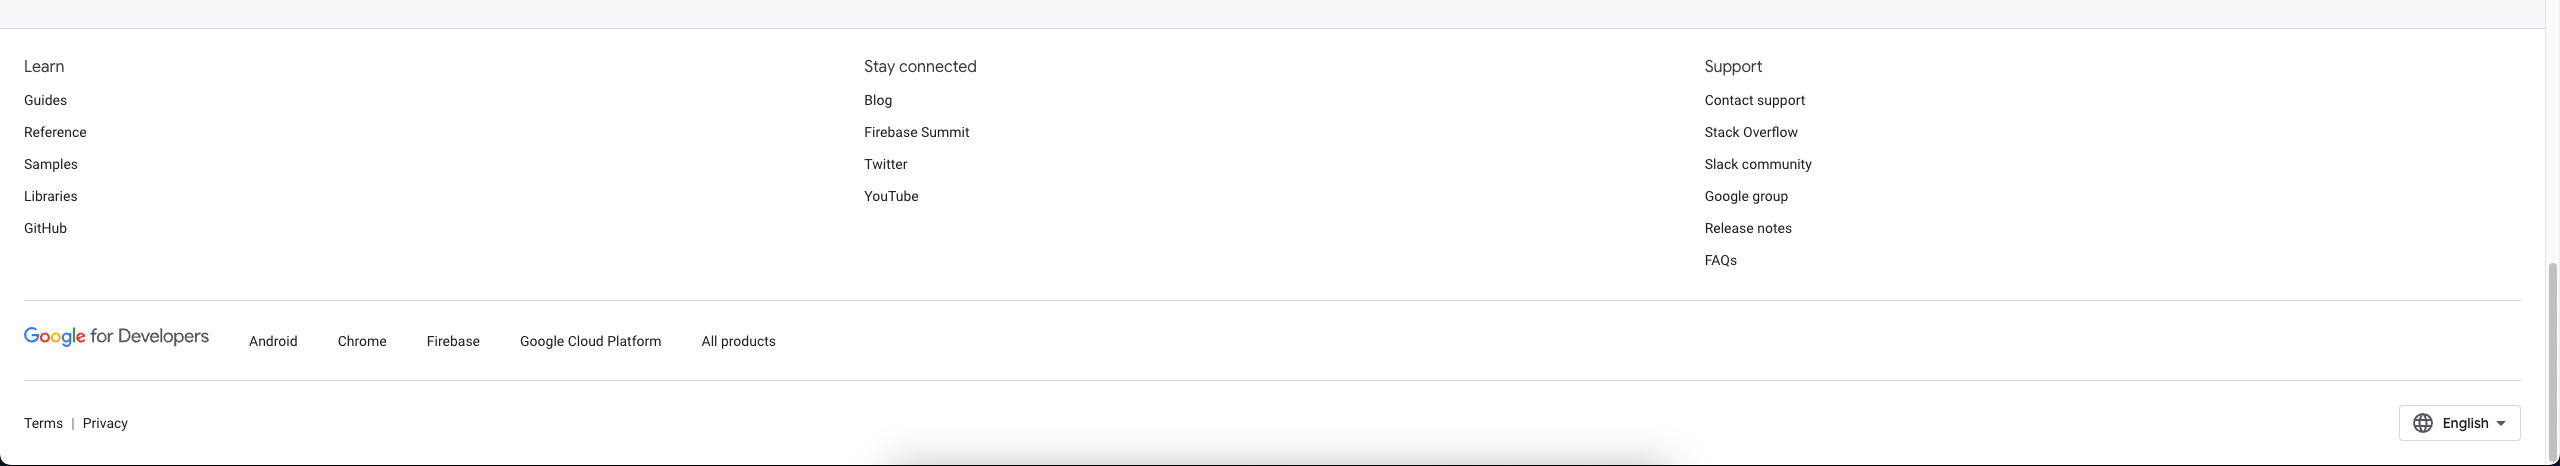 Learn
Guides
Reference
Samples
Libraries
GitHub
Stay connected
Blog
Firebase Summit
Twitter
YouTube
Support
Contact support
Stack Overflow
Slack community
Google group
Release notes
FAQs
Google for Developers Android Chrome Firebase Google Cloud Platform All products
Terms | Privacy English